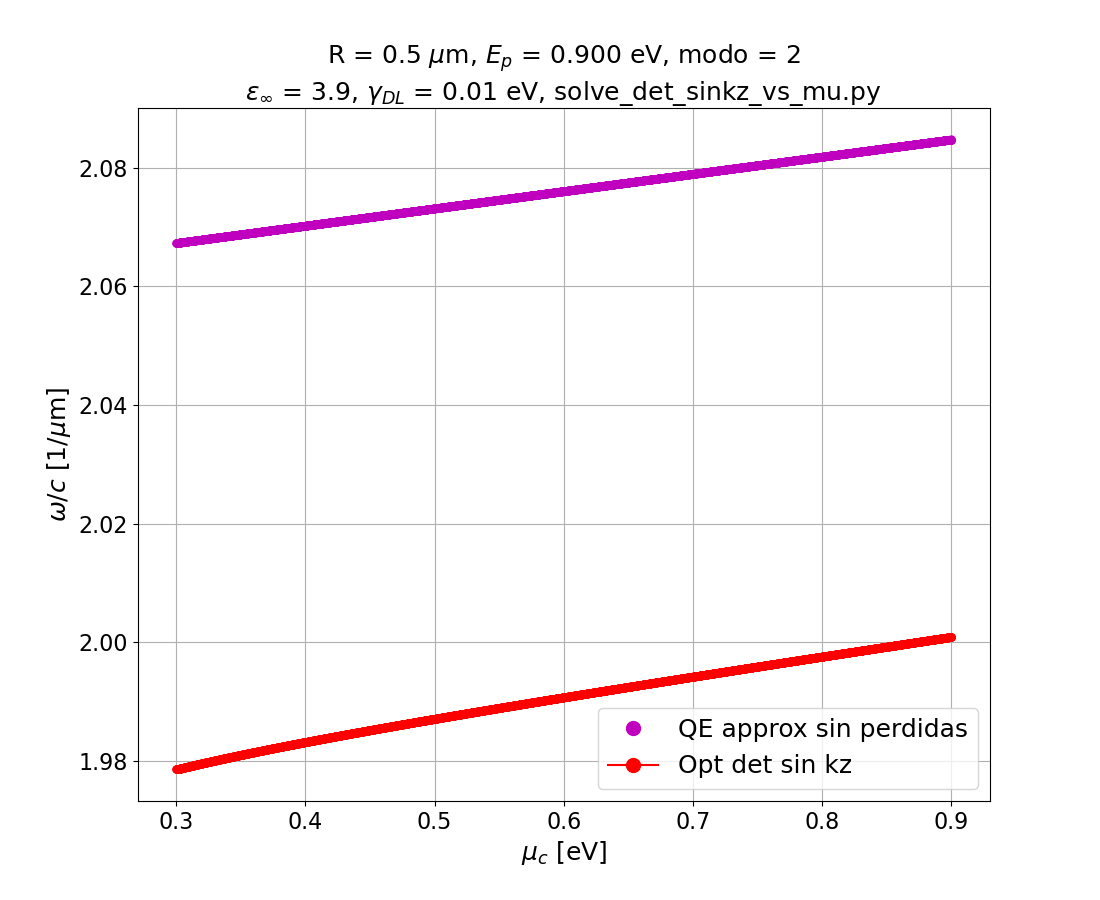 R = 0.5 μm, E_p = 0.900 eV, modo = 2
ε_∞ = 3.9, γ_DL = 0.01 eV, solve_det_sinkz_vs_mu.py
2.08
2.06
2.04
2.02
2.00
1.98
ω/c [1/μm]
QE approx sin perdidas
Opt det sin kz
0.3 0.4 0.5 0.6 0.7 0.8 0.9
μ_c [eV]